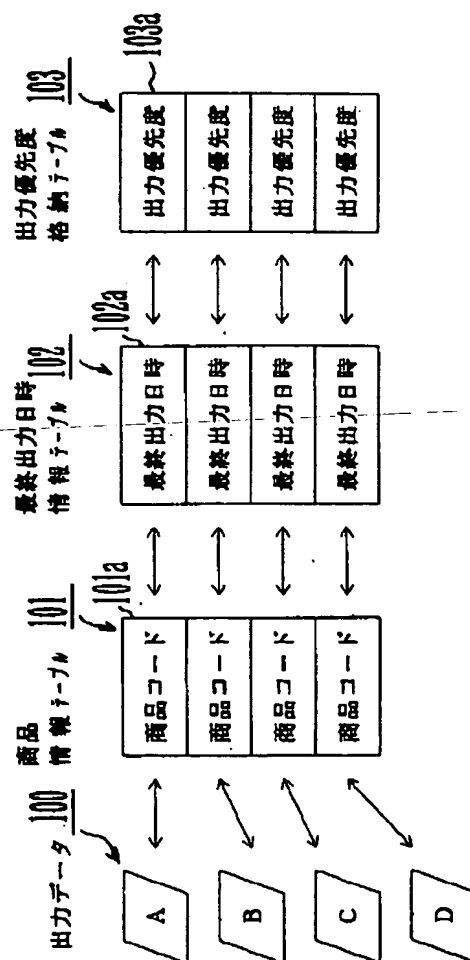 出力データ 100
商品
情報テーブル 101
101a
最終出力日時
情報テーブル 102
102a
出力優先度
格納テーブル 103
103a
A
商品コード
最終出力日時
出力優先度
B
商品コード
最終出力日時
出力優先度
C
商品コード
最終出力日時
出力優先度
D
商品コード
最終出力日時
出力優先度